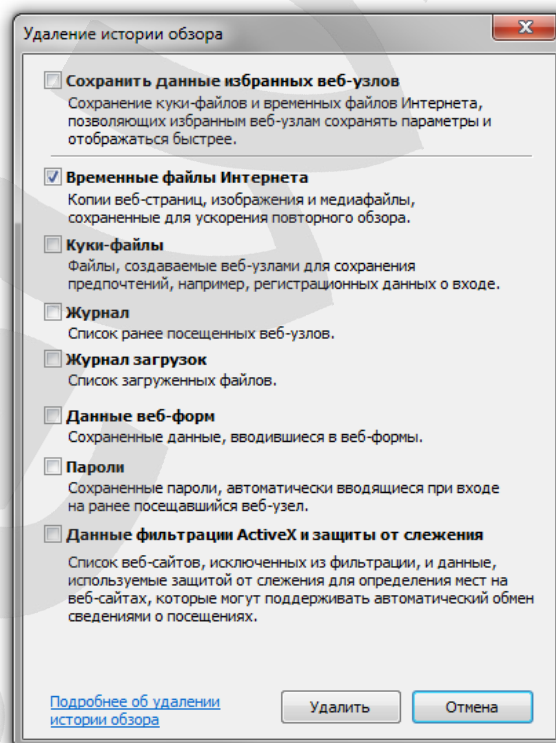 Удаление истории обзора
Сохранить данные избранных веб-узлов
Сохранение куки-файлов и временных файлов Интернета,
позволяющих избранным веб-узлам сохранять параметры и
отображаться быстрее.
Временные файлы Интернета
Копии веб-страниц, изображения и медиафайлы,
сохраненные для ускорения повторного обзора.
Куки-файлы
Файлы, создаваемые веб-узлами для сохранения
предпочтений, например, регистрационных данных о входе.
Журнал
Список ранее посещенных веб-узлов.
Журнал загрузок
Список загруженных файлов.
Данные веб-форм
Сохраненные данные, вводившиеся в веб-формы.
Пароли
Сохраненные пароли, автоматически вводящиеся при входе
на ранее посещавшийся веб-узел.
Данные фильтрации ActiveX и защиты от слежения
Список веб-сайтов, исключенных из фильтрации, и данные,
используемые защитой от слежения для определения мест на
веб-сайтах, которые могут поддерживать автоматический обмен
сведениями о посещениях.
Подробнее об удалении
истории обзора
Удалить
Отмена